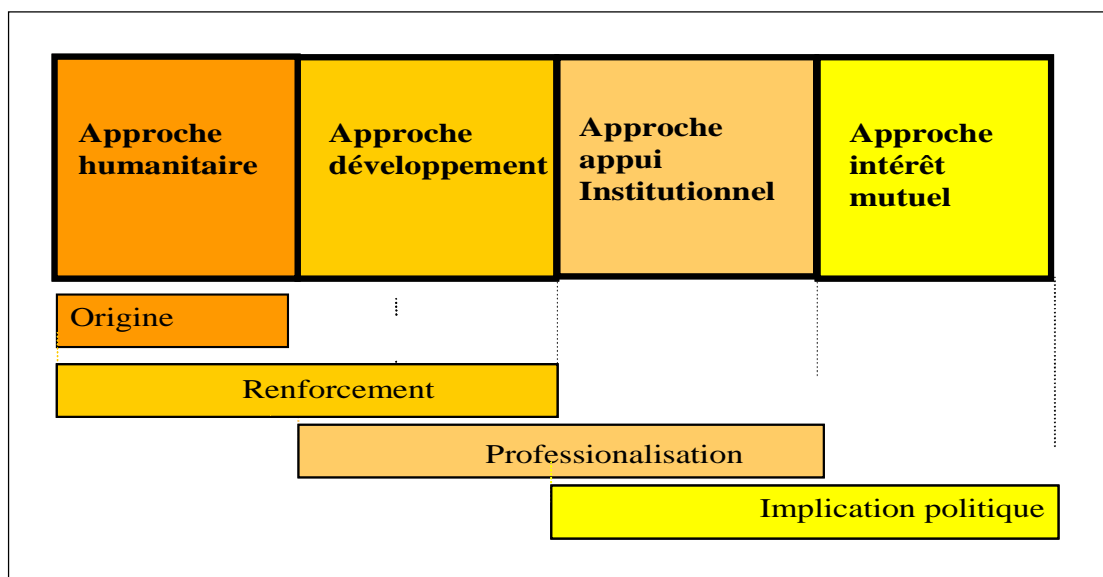 Approche
humanitaire
Approche
développement
Approche
appui
Institutionnel
Approche
intérêt
mutuel
Origine
Renforcement
Professionalisation
Implication politique